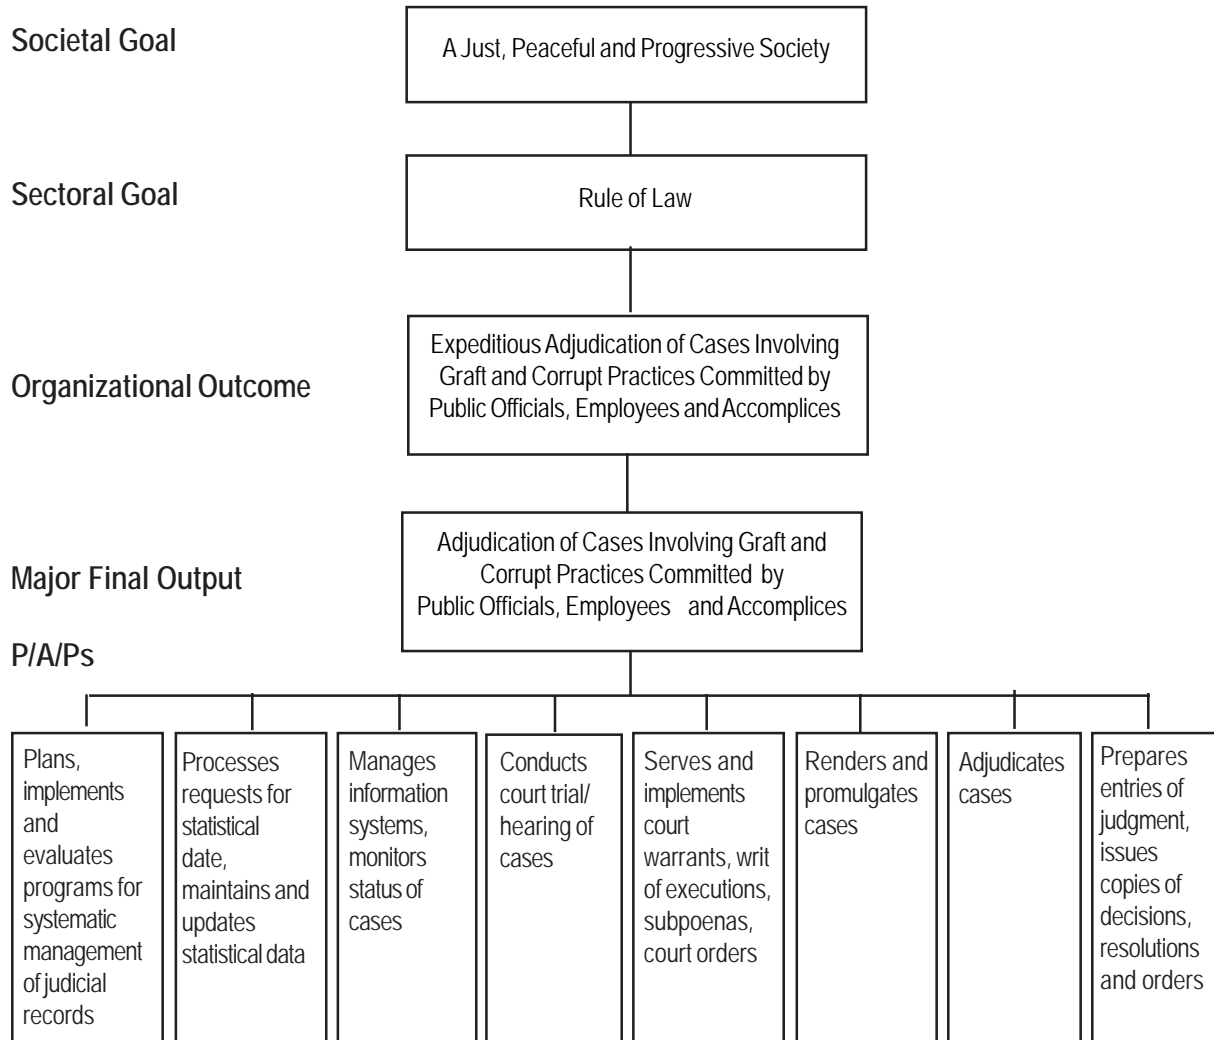 Societal Goal
A Just, Peaceful and Progressive Society
Sectoral Goal
Rule of Law
Organizational Outcome
Expeditious Adjudication of Cases Involving
Graft and Corrupt Practices Committed by
Public Officials, Employees and Accomplices
Major Final Output
Adjudication of Cases Involving Graft and
Corrupt Practices Committed by
Public Officials, Employees and Accomplices
P/A/Ps
Plans,
implements
and
evaluates
programs for
systematic
management
of judicial
records
Processes
requests for
statistical
date,
maintains and
updates
statistical data
Manages
information
systems,
monitors
status of
cases
Conducts
court trial/
hearing of
cases
Serves and
implements
court
warrants, writ
of executions,
subpoenas,
court orders
Renders and
promulgates
cases
Adjudicates
cases
Prepares
entries of
judgment,
issues
copies of
decisions,
resolutions
and orders